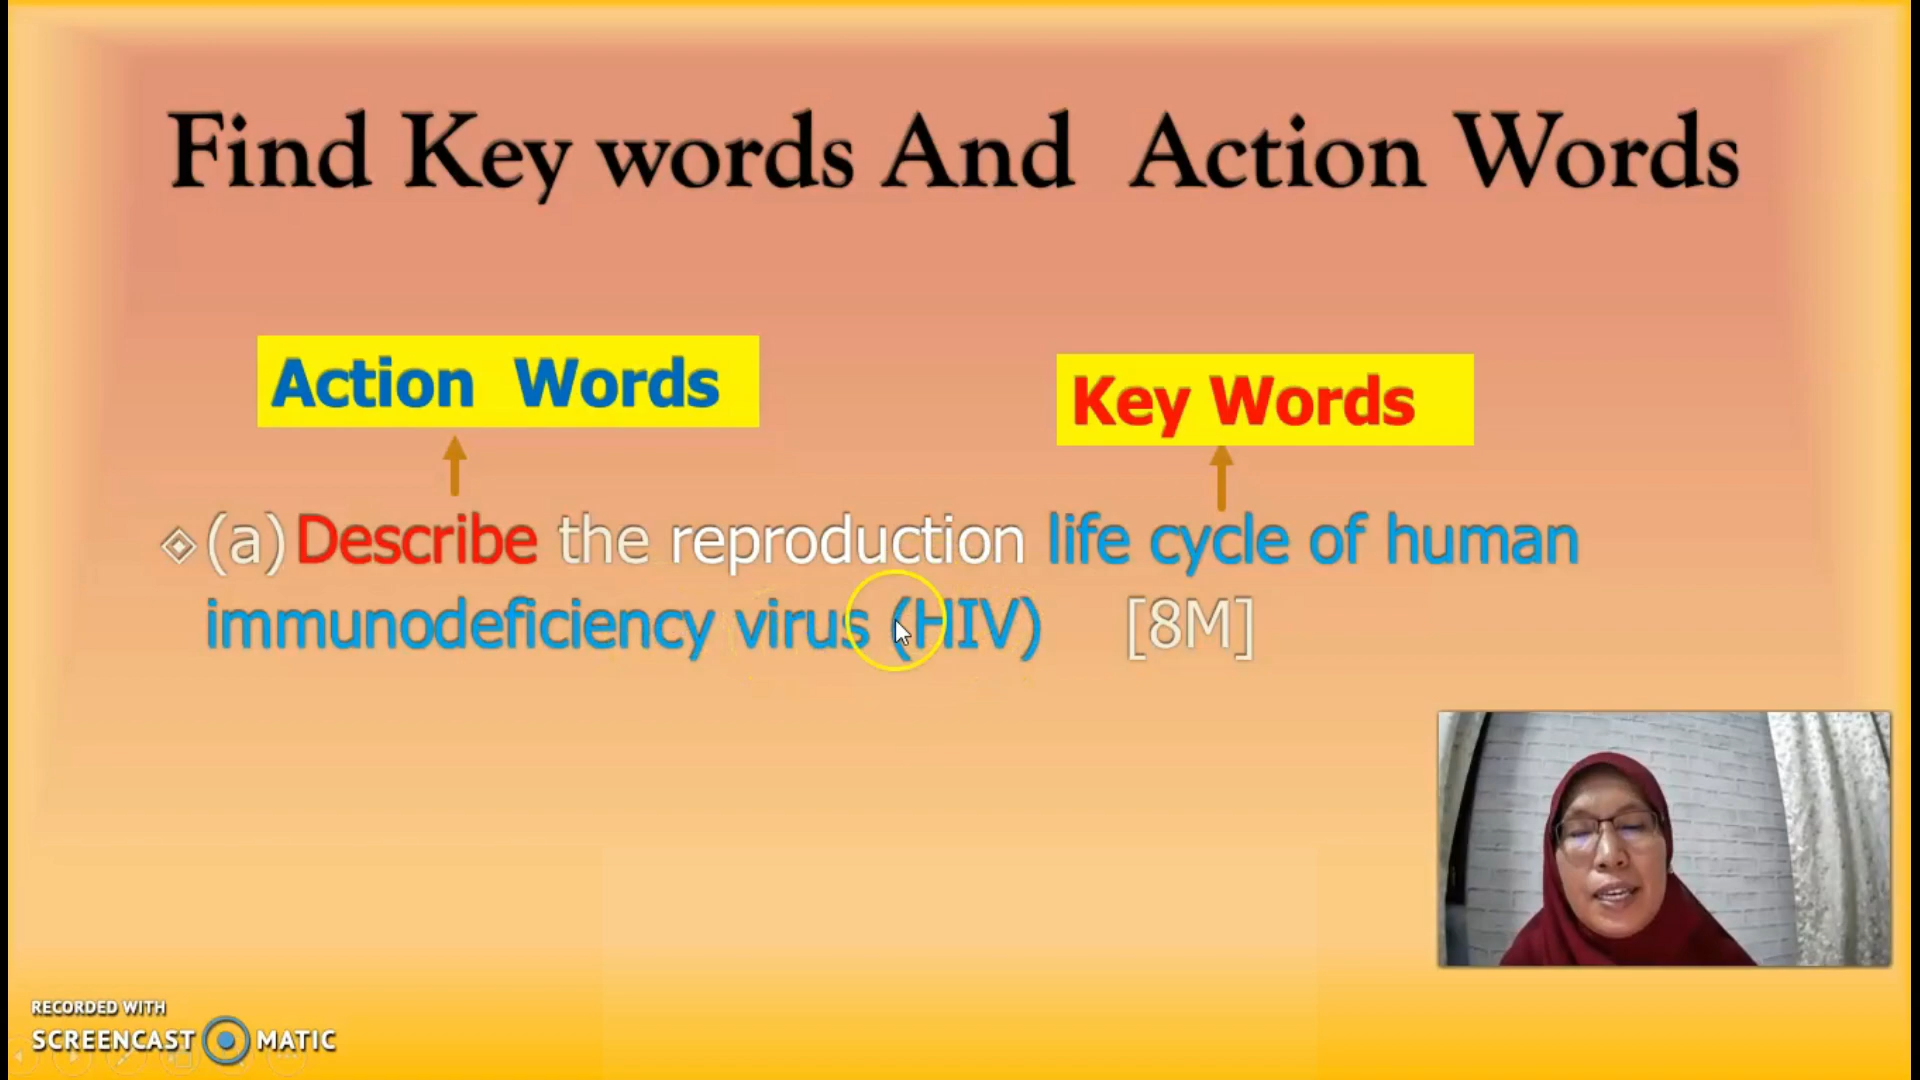 Find Key words And Action Words
Action Words
Key Words
(a) Describe the reproduction life cycle of human
immunodeficiency virus (HIV) [8M]
RECORDED WITH
SCREENCAST MATIC